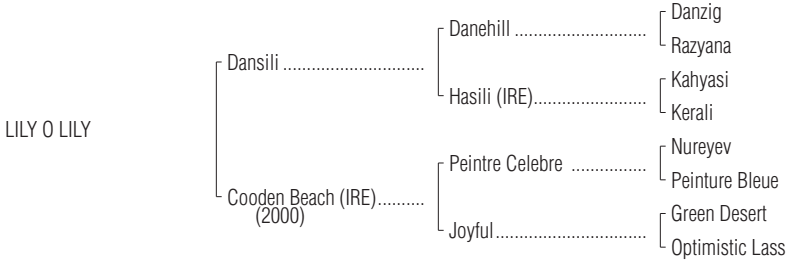 Danzig
Danehill ............................
Razyana
Dansili .............................
Kahyasi
Hasili (IRE)........................
Kerali
LILY O LILY
Nureyev
Peintre Celebre ................
Peinture Bleue
Cooden Beach (IRE)..........
(2000)
Green Desert
Joyful................................
Optimistic Lass